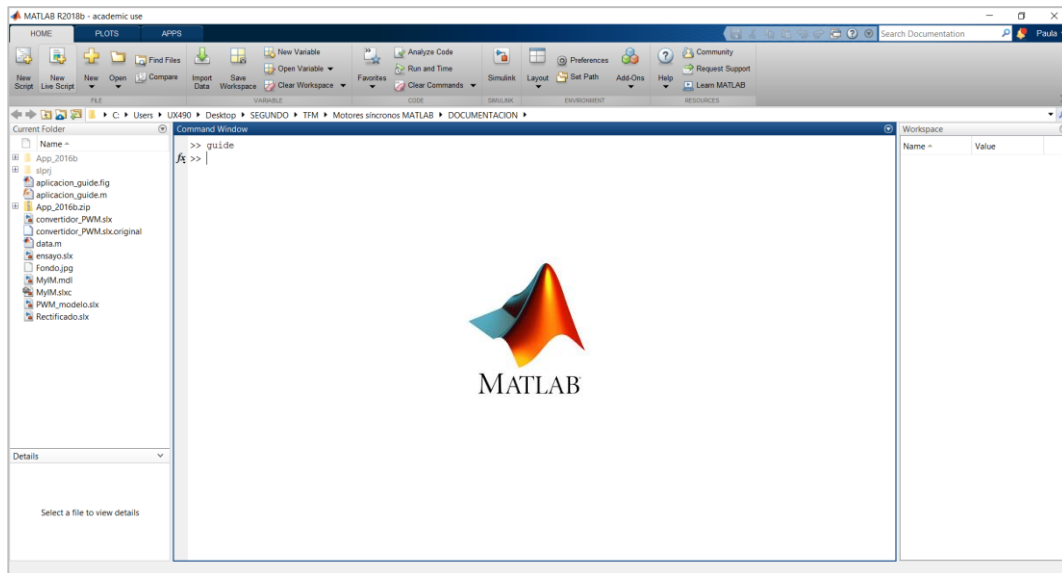 MATLAB R2018b - academic use
HOME PLOTS APPS
Search Documentation
Paula
New Script
New Live Script
New
Open
Find Files
Compare
Import Data
Save Workspace
New Variable
Open Variable
Clear Workspace
Favorites
Analyze Code
Run and Time
Clear Commands
Simulink
Layout
Preferences
Set Path
Add-Ons
Help
Community
Request Support
Learn MATLAB
FILE VARIABLE CODE SIMULINK ENVIRONMENT RESOURCES
C: Users UX490 Desktop SEGUNDO TFM Motores síncronos MATLAB DOCUMENTACION
Current Folder
Name
App_2016b
slprj
aplicacion_guide.fig
aplicacion_guide.m
App_2016b.zip
convertidor_PWM.slx
convertidor_PWM.slx.original
data.m
ensayo.slx
Fondo.jpg
MyIM.mdl
MyIM.slxc
PWM_modelo.slx
Rectificado.slx
Details
Select a file to view details
Command Window
>> guide
fx >>
MATLAB
Workspace
Name Value